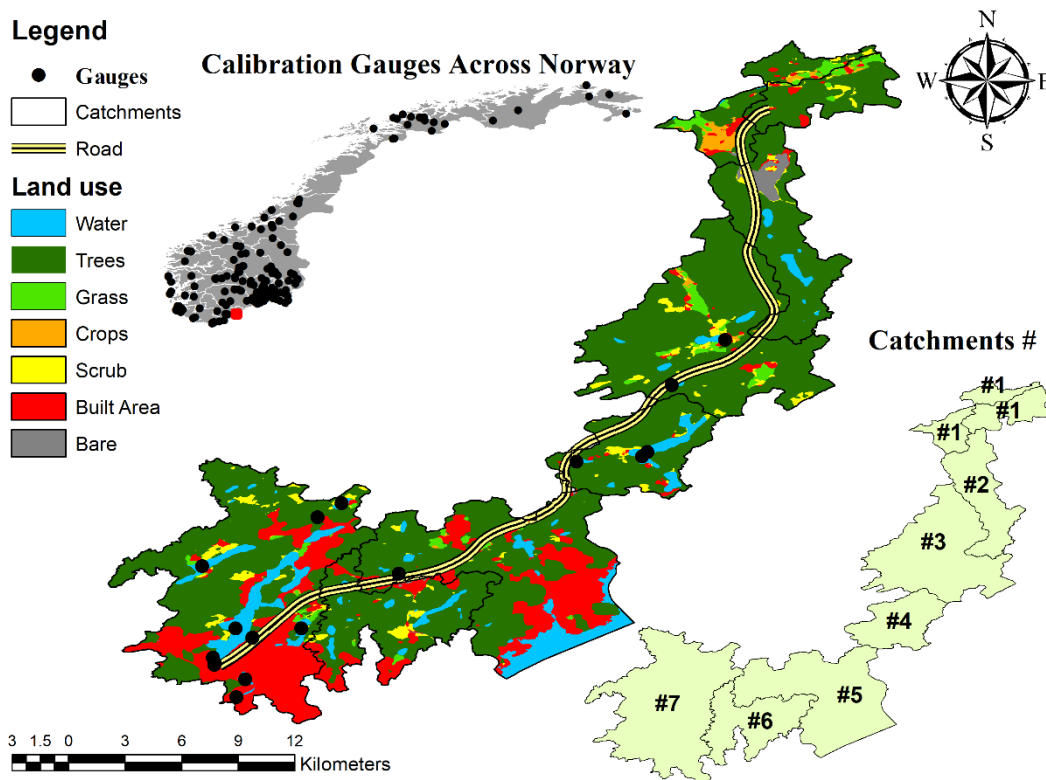 Legend
Gauges
Catchments
Road
Land use
Water
Trees
Grass
Crops
Scrub
Built Area
Bare
Calibration Gauges Across Norway
N
W
E
S
Catchments #
#1
#1
#1
#2
#3
#4
#5
#6
#7
3 1.5 0 3 6 9 12
Kilometers